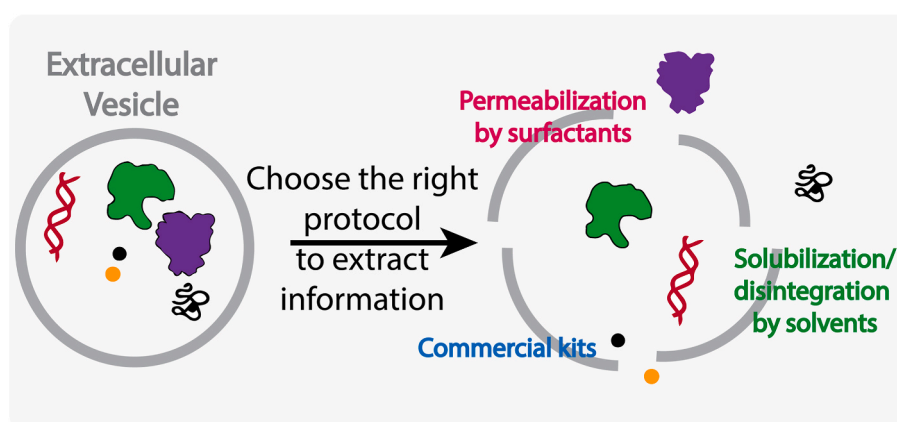 Extracellular
Vesicle
Choose the right
protocol
to extract
information
Permeabilization
by surfactants
Solubilization/
disintegration
by solvents
Commercial kits